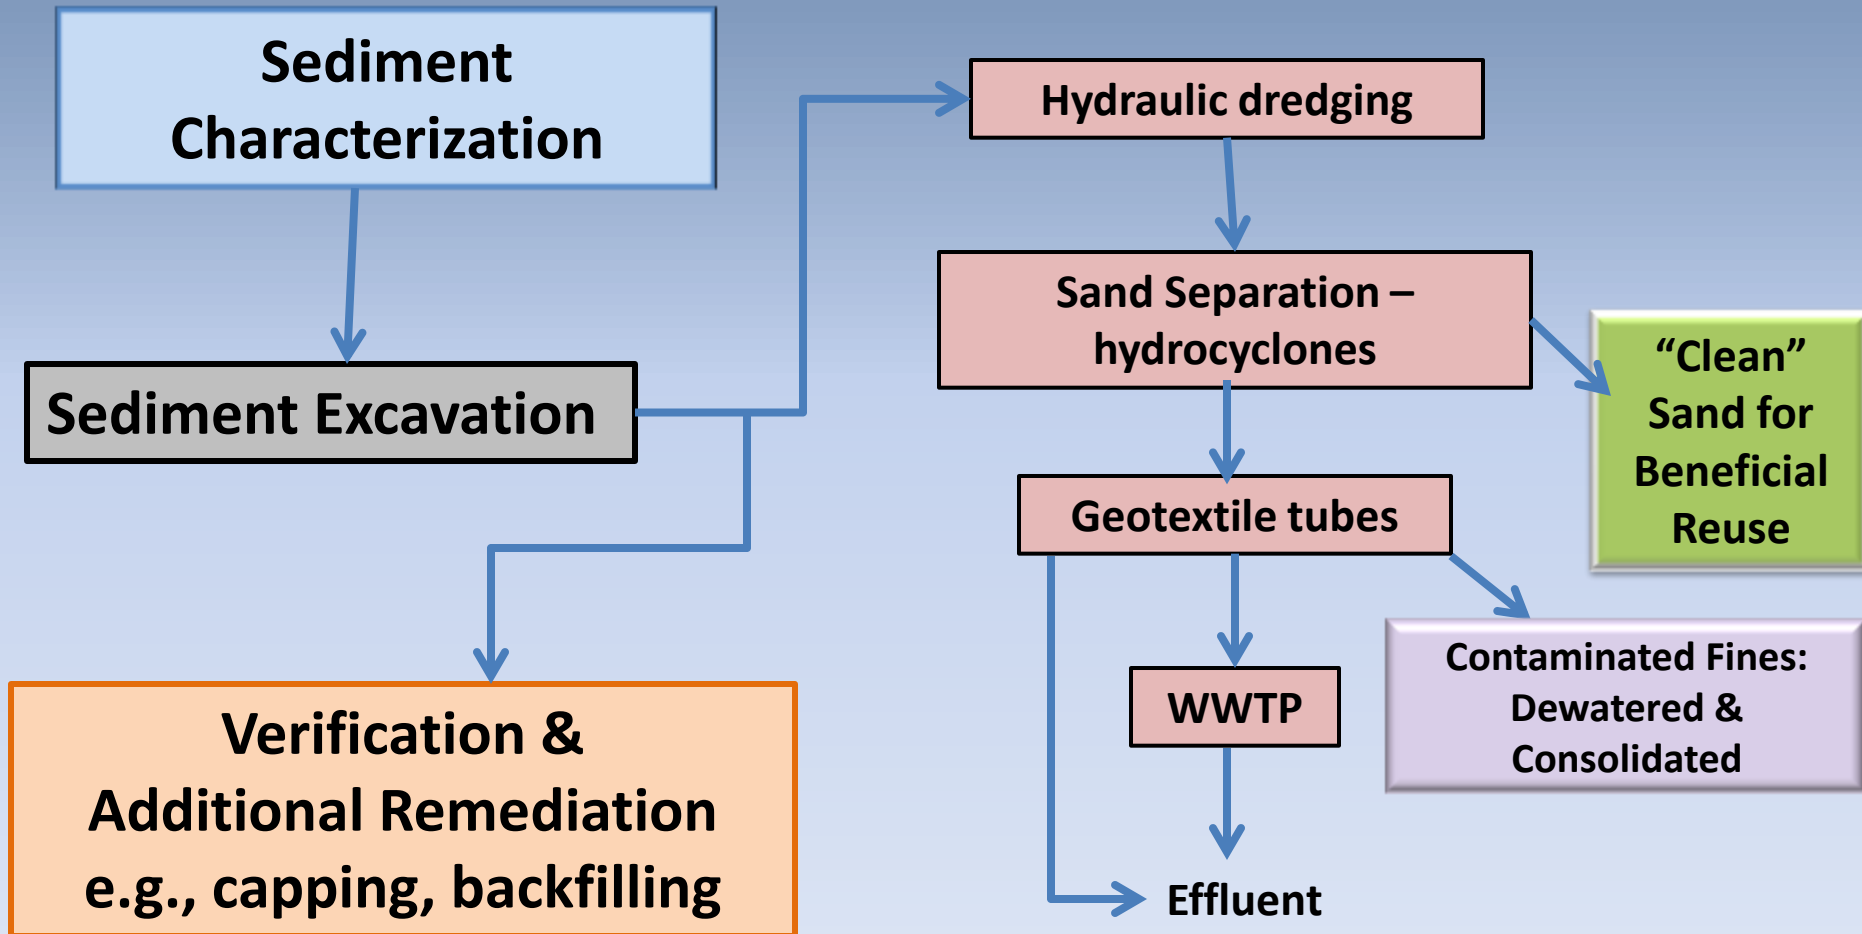 Sediment
Characterization
Sediment Excavation
Verification &
Additional Remediation
e.g., capping, backfilling
Hydraulic dredging
Sand Separation –
hydrocyclones
“Clean”
Sand for
Beneficial
Reuse
Geotextile tubes
Contaminated Fines:
Dewatered &
Consolidated
WWTP
Effluent